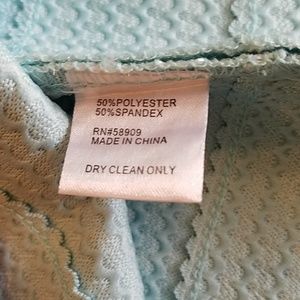 50%POLYESTER
50%SPANDEX
RN#58909
MADE IN CHINA
DRY CLEAN ONLY